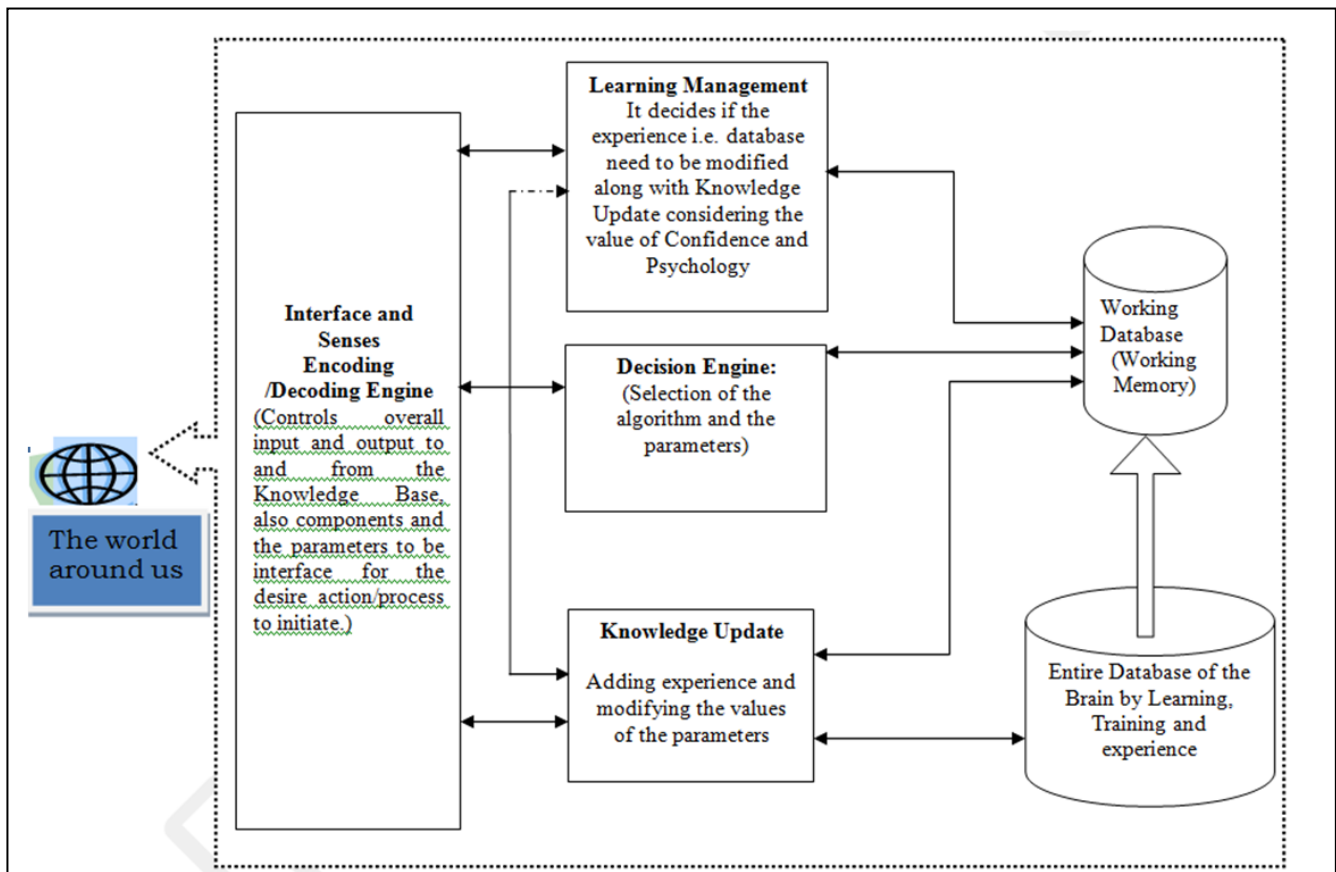 The world
around us
Interface and
Senses
Encoding
/Decoding Engine
(Controls overall
input and output to
and from the
Knowledge Base,
also components and
the parameters to be
interface for the
desire action/process
to initiate.)
Learning Management
It decides if the
experience i.e. database
need to be modified
along with Knowledge
Update considering the
value of Confidence and
Psychology
Decision Engine:
(Selection of the
algorithm and the
parameters)
Knowledge Update
Adding experience and
modifying the values
of the parameters
Working
Database
(Working
Memory)
Entire Database of the
Brain by Learning,
Training and
experience